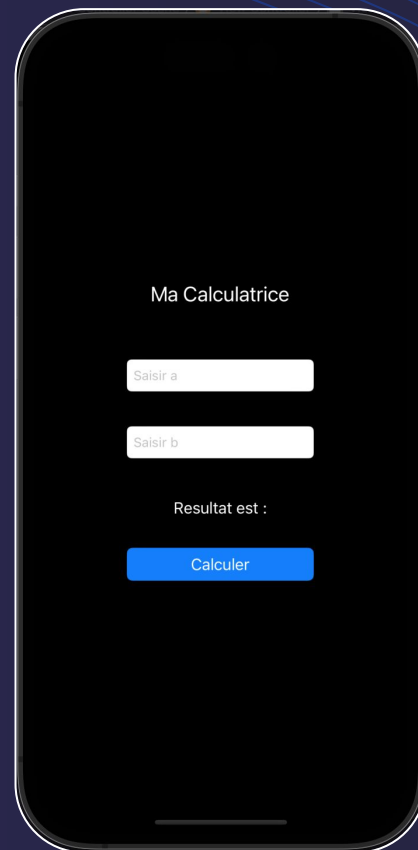 Ma Calculatrice
Saisir a
Saisir b
Resultat est :
Calculer